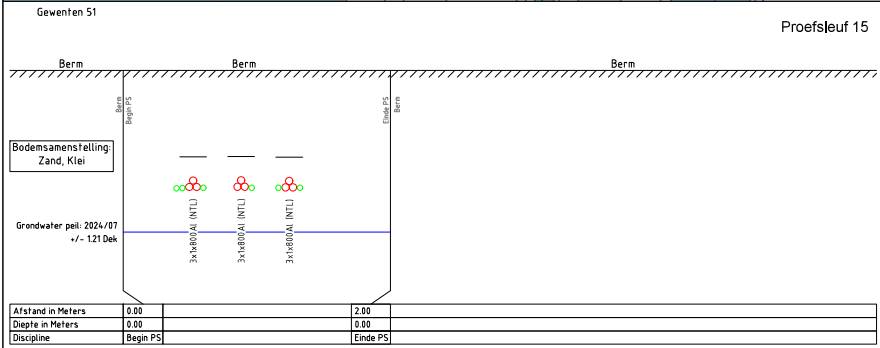 Gewenten 51
Proefsleuf 15
Berm
Berm
Berm
Berm
Begin PS
Einde PS
Berm
Bodemsamenstelling:
Zand, Klei
3x1x800Al (NTL)
3x1x800Al (NTL)
3x1x800Al (NTL)
Grondwater peil: 2024/07
+/- 1.21 Dek
Afstand in Meters 0.00 2.00
Diepte in Meters 0.00 0.00
Discipline Begin PS Einde PS